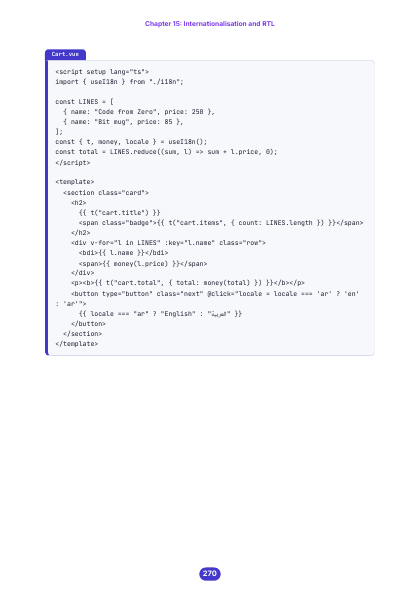 Chapter 15: Internationalisation and RTL
Cart.vue
<script setup lang="ts">
import { useI18n } from "./i18n";
const LINES = [
{ name: "Code from Zero", price: 250 },
{ name: "Bit mug", price: 85 },
];
const { t, money, locale } = useI18n();
const total = LINES.reduce((sum, l) => sum + l.price, 0);
</script>
<template>
<section class="card">
<h2>
{{ t("cart.title") }}
<span class="badge">{{ t("cart.items", { count: LINES.length }) }}</span>
</h2>
<div v-for="l in LINES" :key="l.name" class="row">
<bdi>{{ l.name }}</bdi>
<span>{{ money(l.price) }}</span>
</div>
<p><b>{{ t("cart.total", { total: money(total) }) }}</b></p>
<button type="button" class="next" @click="locale = locale === 'ar' ? 'en'
: 'ar'">
{{ locale === "ar" ? "English" : "العربية" }}
</button>
</section>
</template>
270